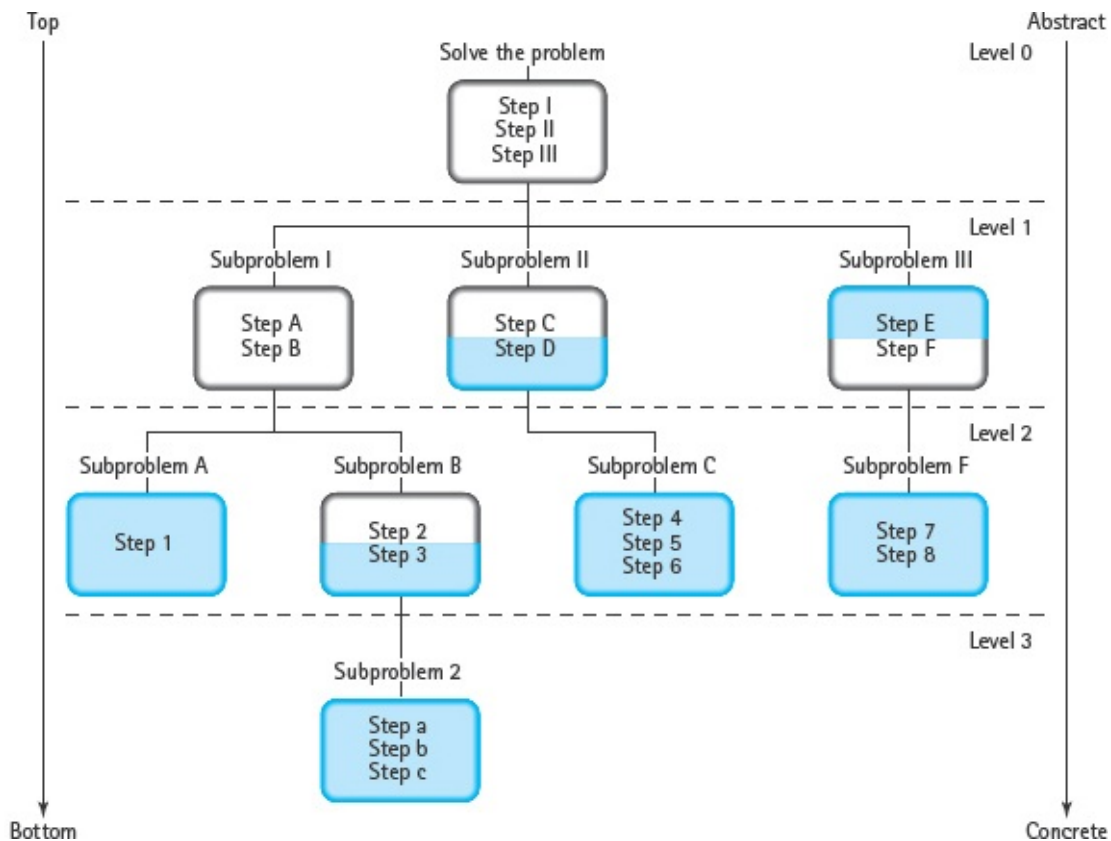 Top
Abstract
Solve the problem
Level 0
Step I
Step II
Step III
Level 1
Subproblem I
Subproblem II
Subproblem III
Step A
Step B
Step C
Step D
Step E
Step F
Level 2
Subproblem A
Subproblem B
Subproblem C
Subproblem F
Step 1
Step 2
Step 3
Step 4
Step 5
Step 6
Step 7
Step 8
Level 3
Subproblem 2
Step a
Step b
Step c
Bottom
Concrete